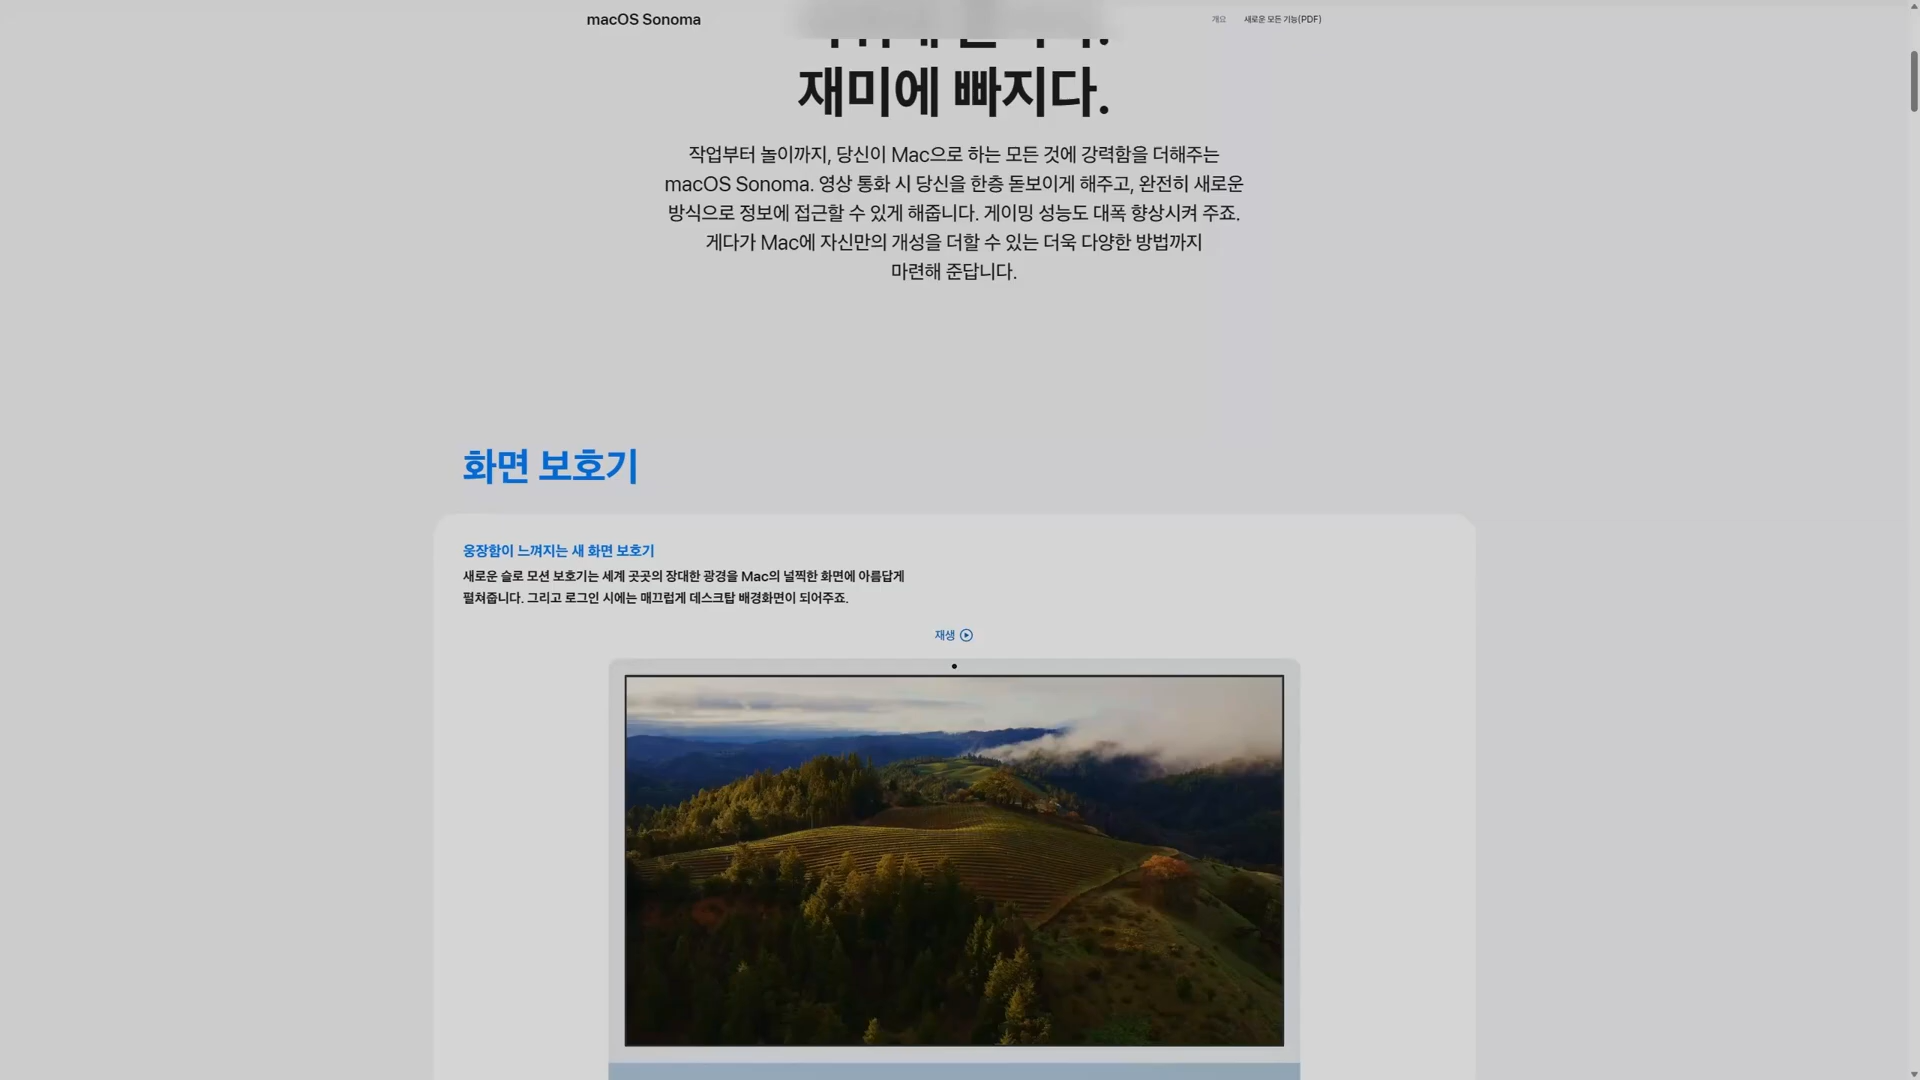 macOS Sonoma
개요
새로운 모든 기능(PDF)
재미에 빠지다.
작업부터 놀이까지, 당신이 Mac으로 하는 모든 것에 강력함을 더해주는
macOS Sonoma. 영상 통화 시 당신을 한층 돋보이게 해주고, 완전히 새로운
방식으로 정보에 접근할 수 있게 해줍니다. 게이밍 성능도 대폭 향상시켜 주죠.
게다가 Mac에 자신만의 개성을 더할 수 있는 더욱 다양한 방법까지
마련해 준답니다.
화면 보호기
웅장함이 느껴지는 새 화면 보호기
새로운 슬로 모션 보호기는 세계 곳곳의 장대한 광경을 Mac의 널찍한 화면에 아름답게
펼쳐줍니다. 그리고 로그인 시에는 매끄럽게 데스크탑 배경화면이 되어주죠.
재생